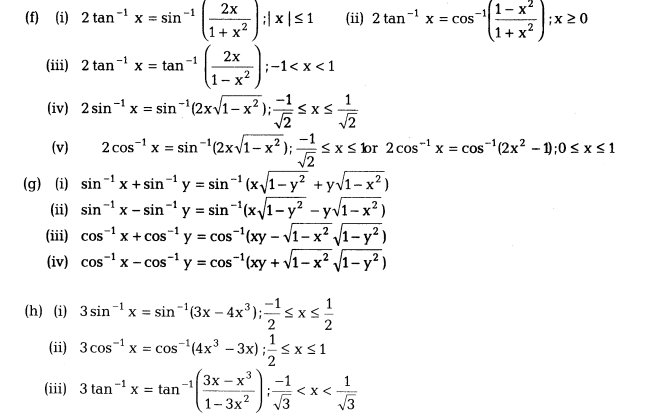 (f) (i) 2 tan⁻¹ x = sin⁻¹ (2x / 1 + x²) ;| x | ≤ 1 (ii) 2 tan⁻¹ x = cos⁻¹ (1 − x² / 1 + x²) ; x ≥ 0
(iii) 2 tan⁻¹ x = tan⁻¹ (2x / 1 − x²) ; −1 < x < 1
(iv) 2 sin⁻¹ x = sin⁻¹(2x√1 − x²); −1/√2 ≤ x ≤ 1/√2
(v) 2 cos⁻¹ x = sin⁻¹(2x√1 − x²); −1/√2 ≤ x ≤ 1 or 2 cos⁻¹ x = cos⁻¹(2x² − 1); 0 ≤ x ≤ 1
(g) (i) sin⁻¹ x + sin⁻¹ y = sin⁻¹ (x√1 − y² + y√1 − x²)
(ii) sin⁻¹ x − sin⁻¹ y = sin⁻¹(x√1 − y² − y√1 − x²)
(iii) cos⁻¹ x + cos⁻¹ y = cos⁻¹(xy − √1 − x² √1 − y²)
(iv) cos⁻¹ x − cos⁻¹ y = cos⁻¹(xy + √1 − x² √1 − y²)
(h) (i) 3 sin⁻¹ x = sin⁻¹(3x − 4x³); −1/2 ≤ x ≤ 1/2
(ii) 3 cos⁻¹ x = cos⁻¹(4x³ − 3x) ; 1/2 ≤ x ≤ 1
(iii) 3 tan⁻¹ x = tan⁻¹ (3x − x³ / 1 − 3x²) ; −1/√3 < x < 1/√3